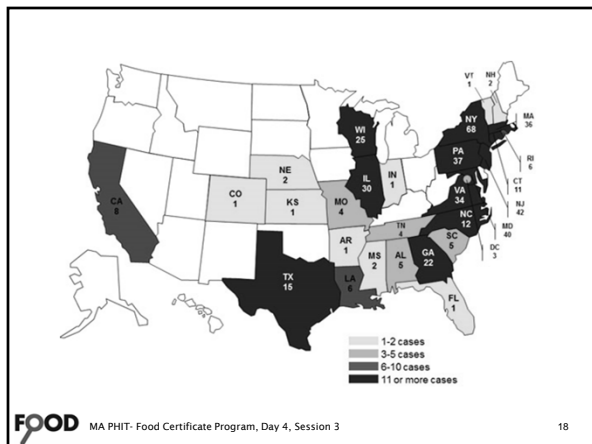 VT
1
NH
2
MA
36
RI
6
CT
11
NJ
42
MD
40
DC
3
NY
68
WI
25
PA
37
NE
2
IL
30
IN
1
VA
34
CO
1
KS
1
MO
4
CA
8
NC
12
TN
4
SC
5
AR
1
MS
2
AL
5
GA
22
TX
15
LA
6
FL
1
1-2 cases
3-5 cases
6-10 cases
11 or more cases
FOOD MA PHIT- Food Certificate Program, Day 4, Session 3 18